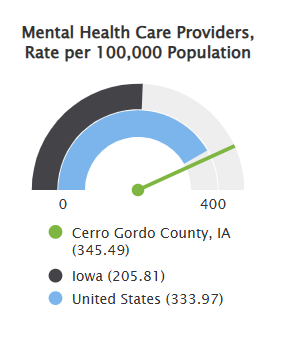 Mental Health Care Providers,
Rate per 100,000 Population
0
400
Cerro Gordo County, IA
(345.49)
Iowa (205.81)
United States (333.97)